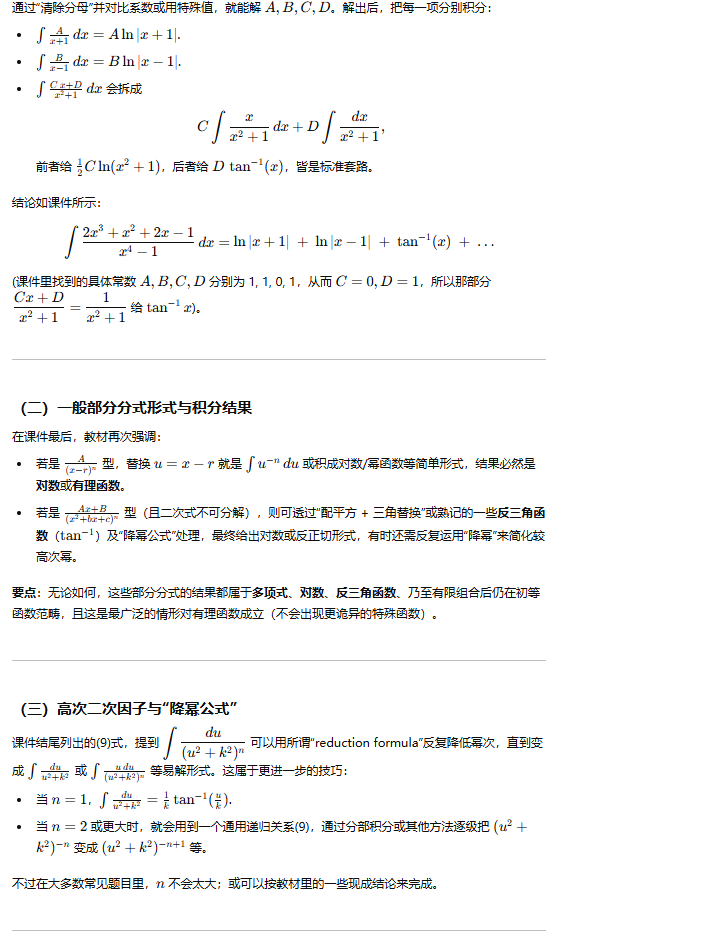 通过“清除分母”并对比系数或用特殊值，就能解 A, B, C, D。解出后，把每一项分别积分：
• ∫ A/(x+1) dx = A ln |x + 1|.
• ∫ B/(x−1) dx = B ln |x − 1|.
• ∫ (C x+D)/(x²+1) dx 会拆成
C ∫ x/(x² + 1) dx + D ∫ dx/(x² + 1),
前者给 ½C ln(x² + 1)，后者给 D tan⁻¹(x)，皆是标准套路。
结论如课件所示：
∫ (2x³ + x² + 2x − 1)/(x⁴ − 1) dx = ln |x + 1| + ln |x − 1| + tan⁻¹(x) + …
(课件里找到的具体常数 A, B, C, D 分别为 1, 1, 0, 1，从而 C = 0, D = 1，所以那部分
(Cx + D)/(x² + 1) = 1/(x² + 1) 给 tan⁻¹ x)。
（二）一般部分分式形式与积分结果
在课件最后，教材再次强调：
• 若是 A/(x−r)ⁿ 型，替换 u = x − r 就是 ∫ u⁻ⁿ du 或积成对数/幂函数等简单形式，结果必然是
对数或有理函数。
• 若是 (Ax+B)/(x²+bx+c)ⁿ 型（且二次式不可分解），则可透过“配平方 + 三角替换”或熟记的一些反三角函
数（tan⁻¹）及“降幂公式”处理，最终给出对数或反正切形式，有时还需反复运用“降幂”来简化较
高次幂。
要点：无论如何，这些部分分式的结果都属于多项式、对数、反三角函数、乃至有限组合后仍在初等
函数范畴，且这是最广泛的情形对有理函数成立（不会出现更诡异的特殊函数）。
（三）高次二次因子与“降幂公式”
课件结尾列出的(9)式，提到 ∫ du/(u² + k²)ⁿ 可以用所谓“reduction formula”反复降低幂次，直到变
成 ∫ du/(u²+k²) 或 ∫ u du/(u²+k²)ⁿ 等易解形式。这属于更进一步的技巧：
• 当 n = 1，∫ du/(u²+k²) = 1/k tan⁻¹(u/k).
• 当 n = 2 或更大时，就会用到一个通用递归关系(9)，通过分部积分或其他方法逐级把 (u² +
k²)⁻ⁿ 变成 (u² + k²)⁻ⁿ⁺¹ 等。
不过在大多数常见题目里，n 不会太大；或可以按教材里的一些现成结论来完成。